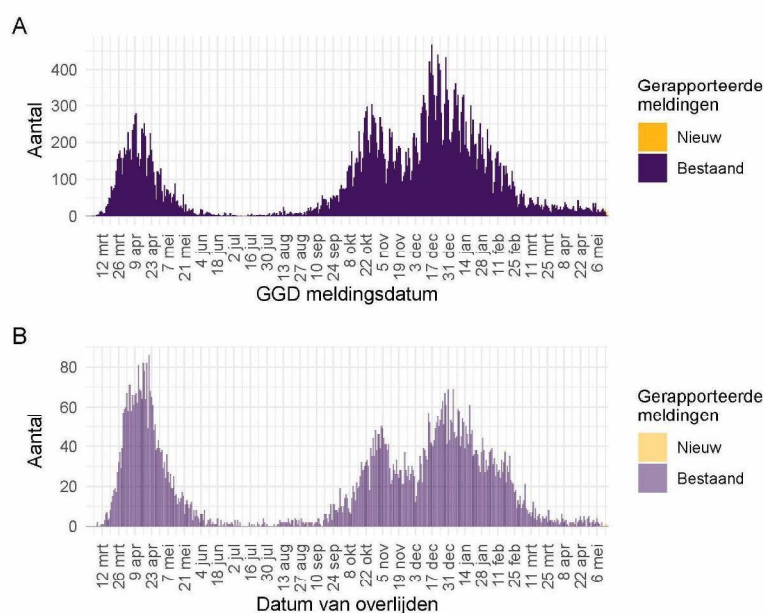 A
Aantal
400
300
200
100
0
12 mrt
26 mrt
9 apr
23 apr
7 mei
21 mei
4 jun
18 jun
2 jul
16 jul
30 jul
13 aug
27 aug
10 sep
24 sep
8 okt
22 okt
5 nov
19 nov
3 dec
17 dec
31 dec
14 jan
28 jan
11 feb
25 feb
11 mrt
25 mrt
8 apr
22 apr
6 mei
GGD meldingsdatum
Gerapporteerde
meldingen
Nieuw
Bestaand
B
Aantal
80
60
40
20
0
12 mrt
26 mrt
9 apr
23 apr
7 mei
21 mei
4 jun
18 jun
2 jul
16 jul
30 jul
13 aug
27 aug
10 sep
24 sep
8 okt
22 okt
5 nov
19 nov
3 dec
17 dec
31 dec
14 jan
28 jan
11 feb
25 feb
11 mrt
25 mrt
8 apr
22 apr
6 mei
Datum van overlijden
Gerapporteerde
meldingen
Nieuw
Bestaand